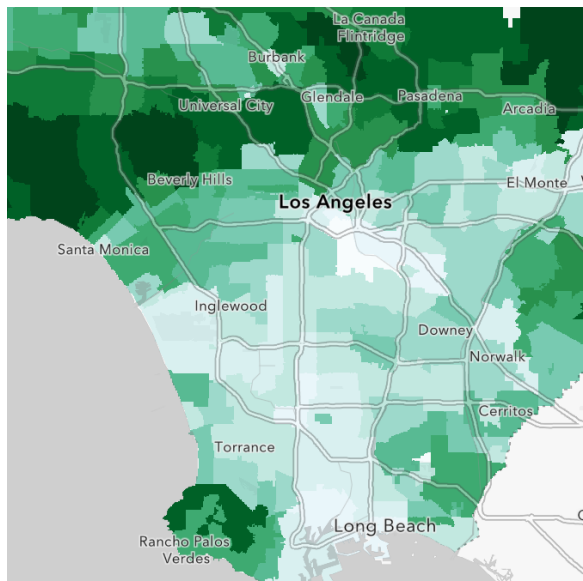 La Canada
Flintridge
Burbank
Universal City
Glendale
Pasadena
Arcadia
Beverly Hills
El Monte
Los Angeles
Santa Monica
Inglewood
Downey
Norwalk
Cerritos
Torrance
Long Beach
Rancho Palos
Verdes